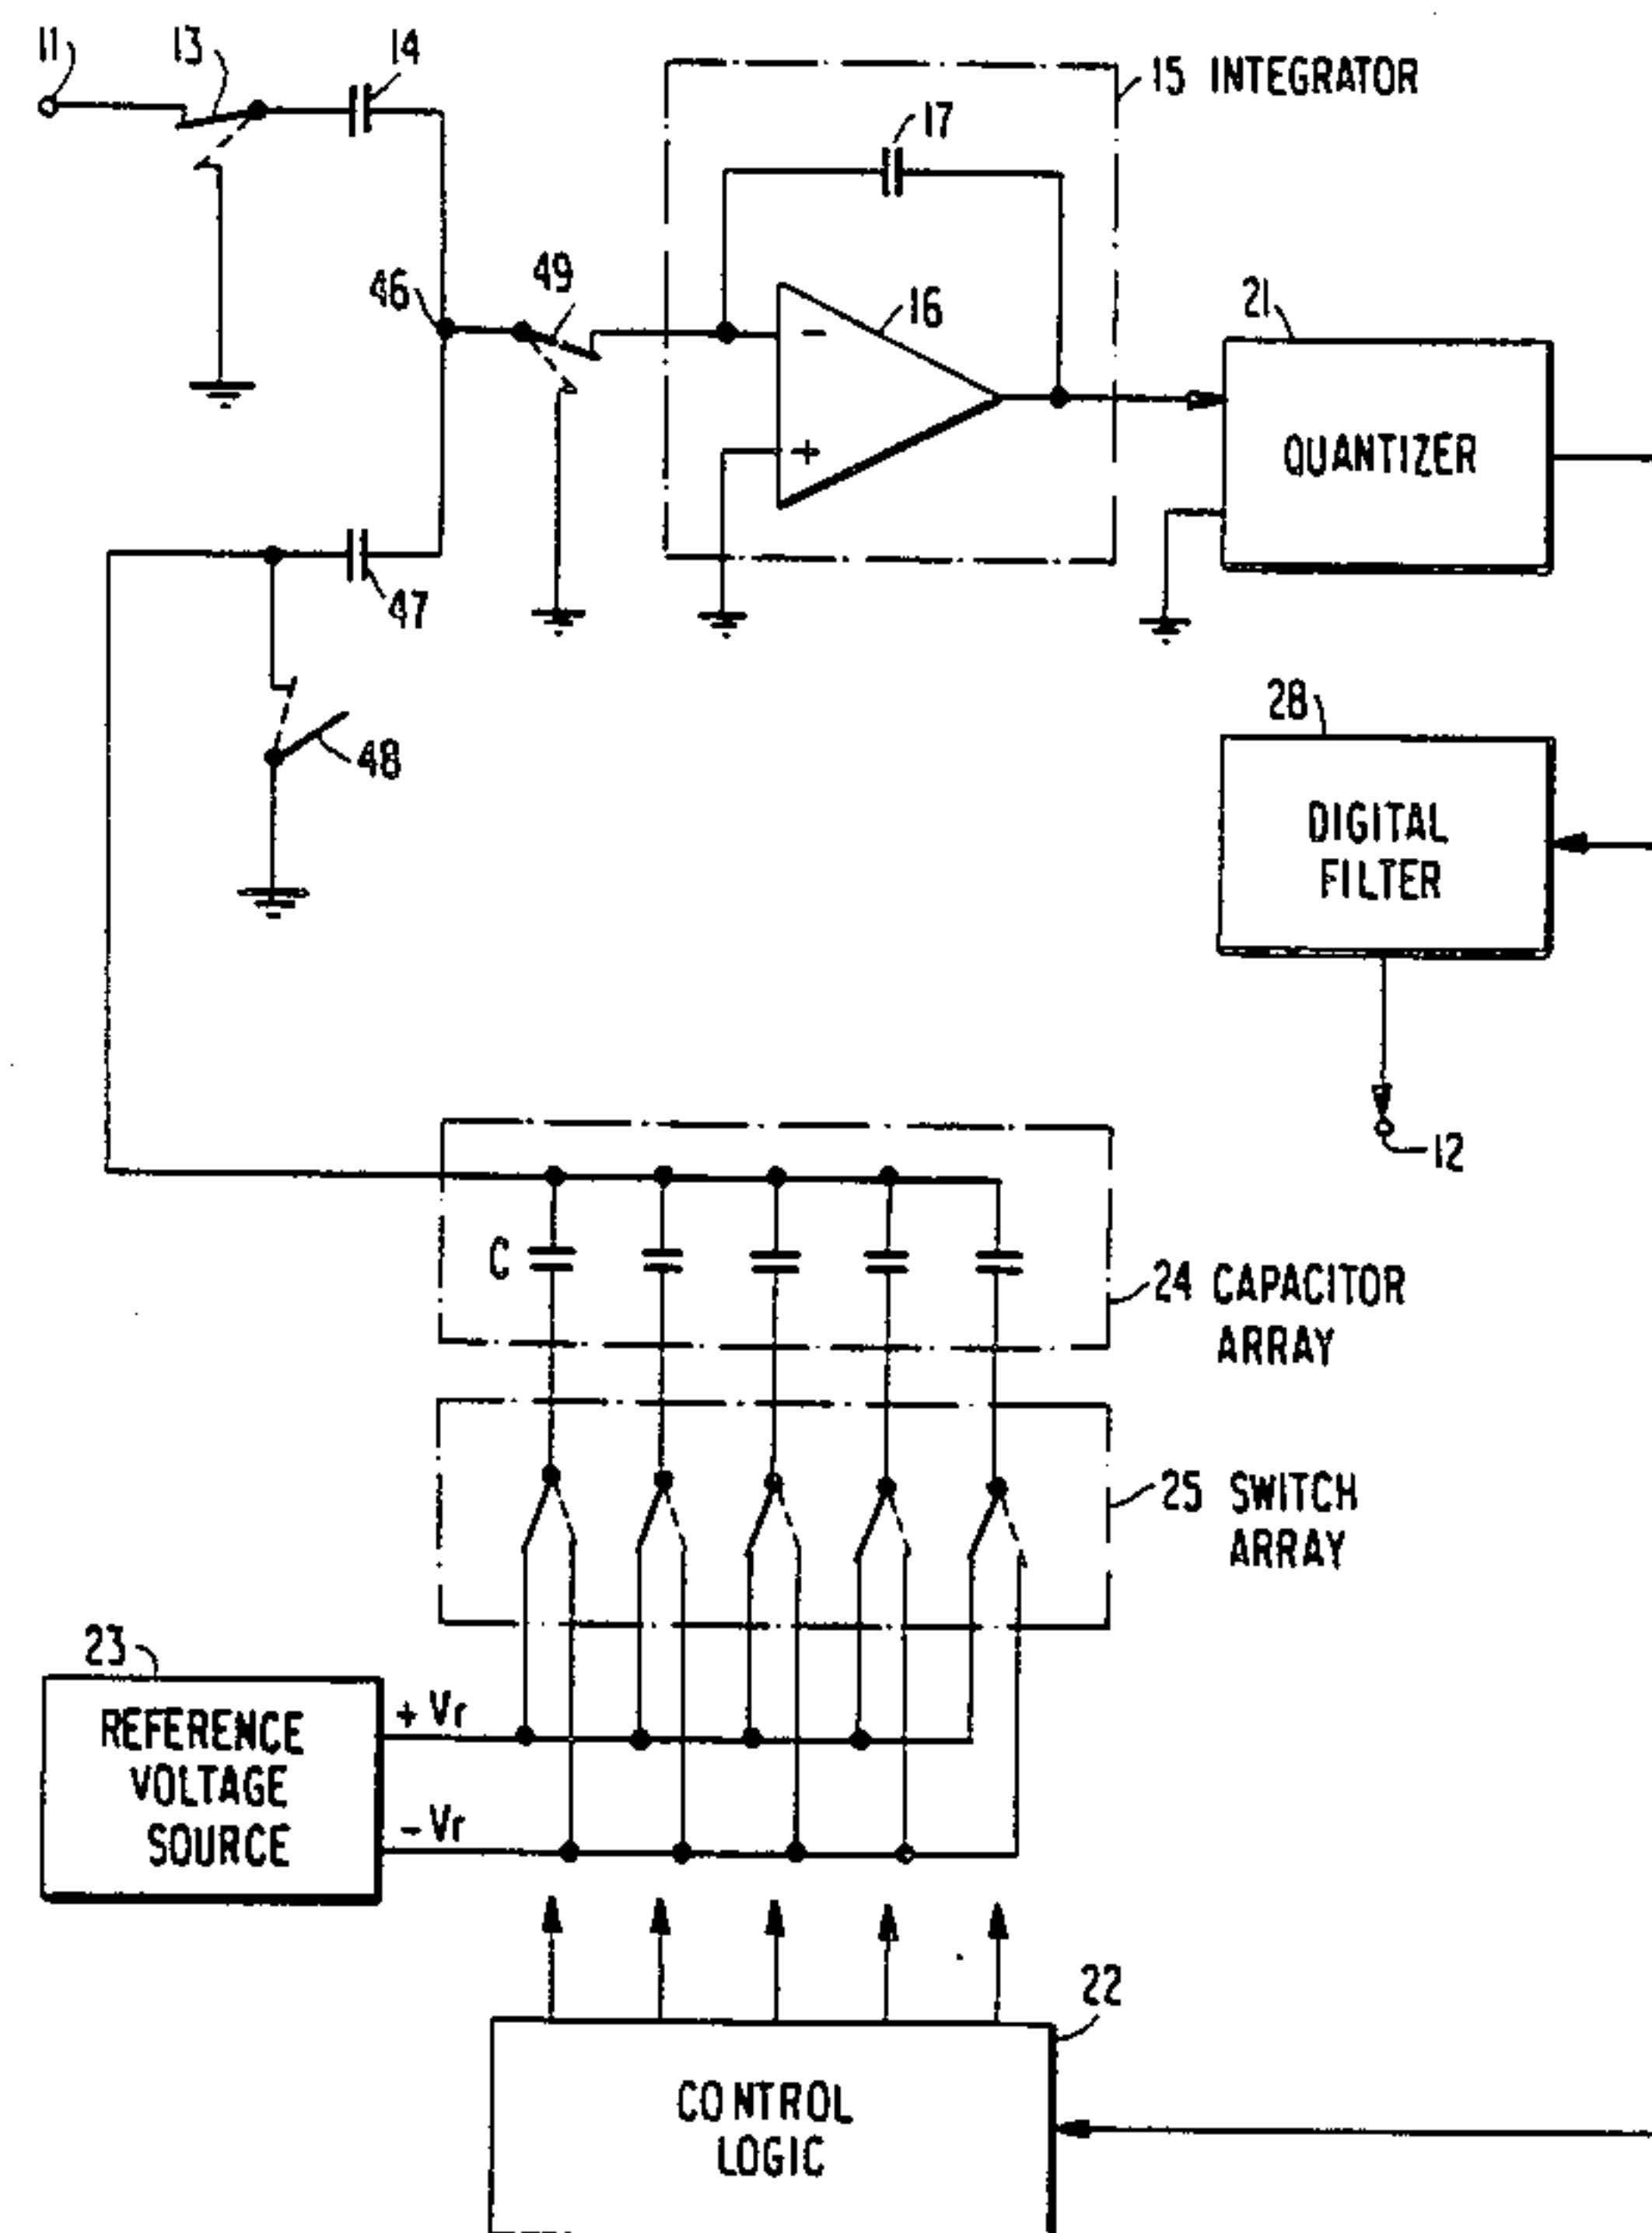 11
13
14
15 INTEGRATOR
17
46
49
16
21
-
+
QUANTIZER
47
28
48
DIGITAL
FILTER
12
C
24 CAPACITOR
ARRAY
25 SWITCH
ARRAY
23
REFERENCE
VOLTAGE
SOURCE
+ Vr
- Vr
22
CONTROL
LOGIC